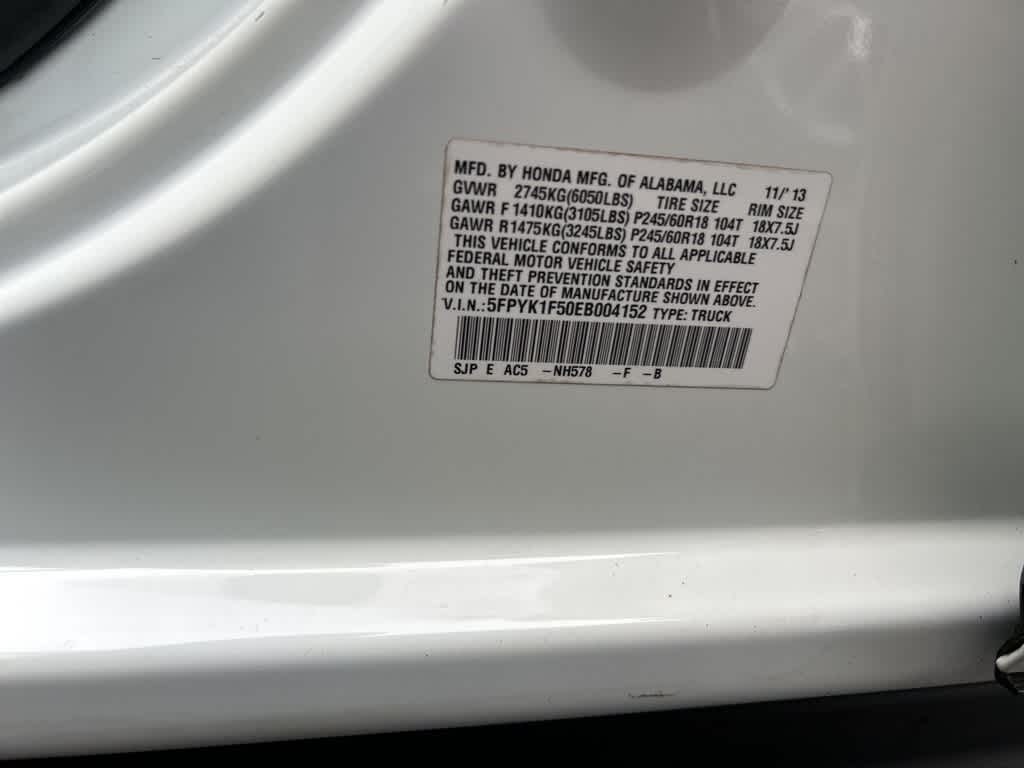 MFD. BY HONDA MFG. OF ALABAMA, LLC 11/'13
GVWR 2745KG(6050LBS) TIRE SIZE RIM SIZE
GAWR F 1410KG(3105LBS) P245/60R18 104T 18X7.5J
GAWR R1475KG(3245LBS) P245/60R18 104T 18X7.5J
THIS VEHICLE CONFORMS TO ALL APPLICABLE
FEDERAL MOTOR VEHICLE SAFETY
AND THEFT PREVENTION STANDARDS IN EFFECT
ON THE DATE OF MANUFACTURE SHOWN ABOVE.
V.I.N.:5FPYK1F50EB004152 TYPE: TRUCK
SJP E AC5 -NH578 -F -B